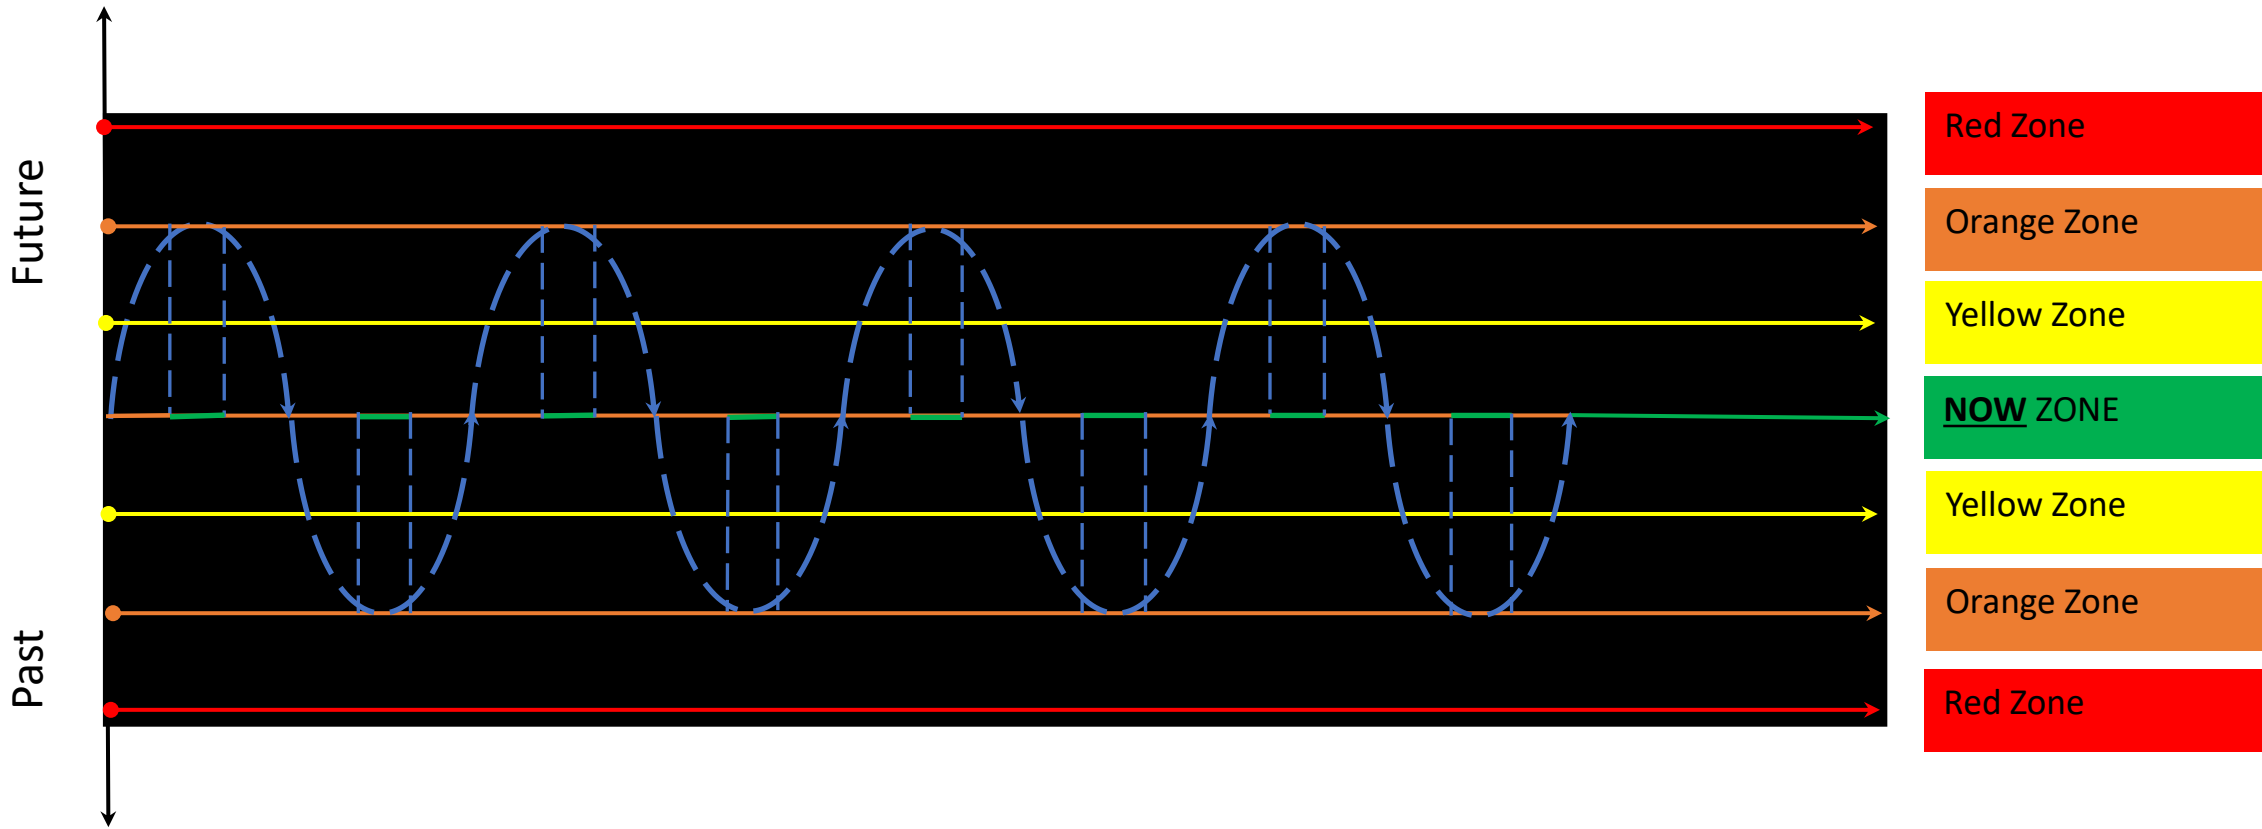 Future
Past
Red Zone
Orange Zone
Yellow Zone
NOW ZONE
Yellow Zone
Orange Zone
Red Zone